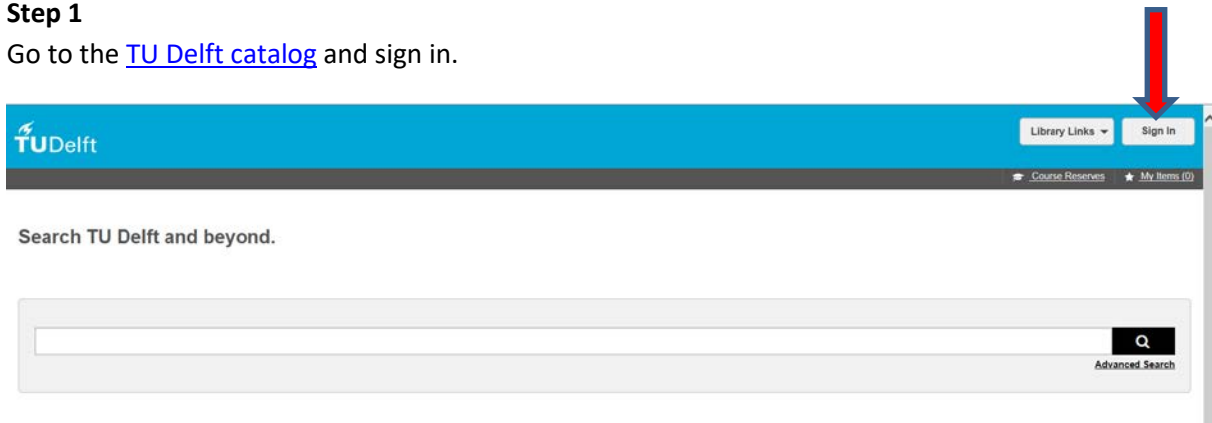 Step 1
Go to the TU Delft catalog and sign in.
TUDelft
Library Links
Sign In
Course Reserves
My Items (0)
Search TU Delft and beyond.
Advanced Search